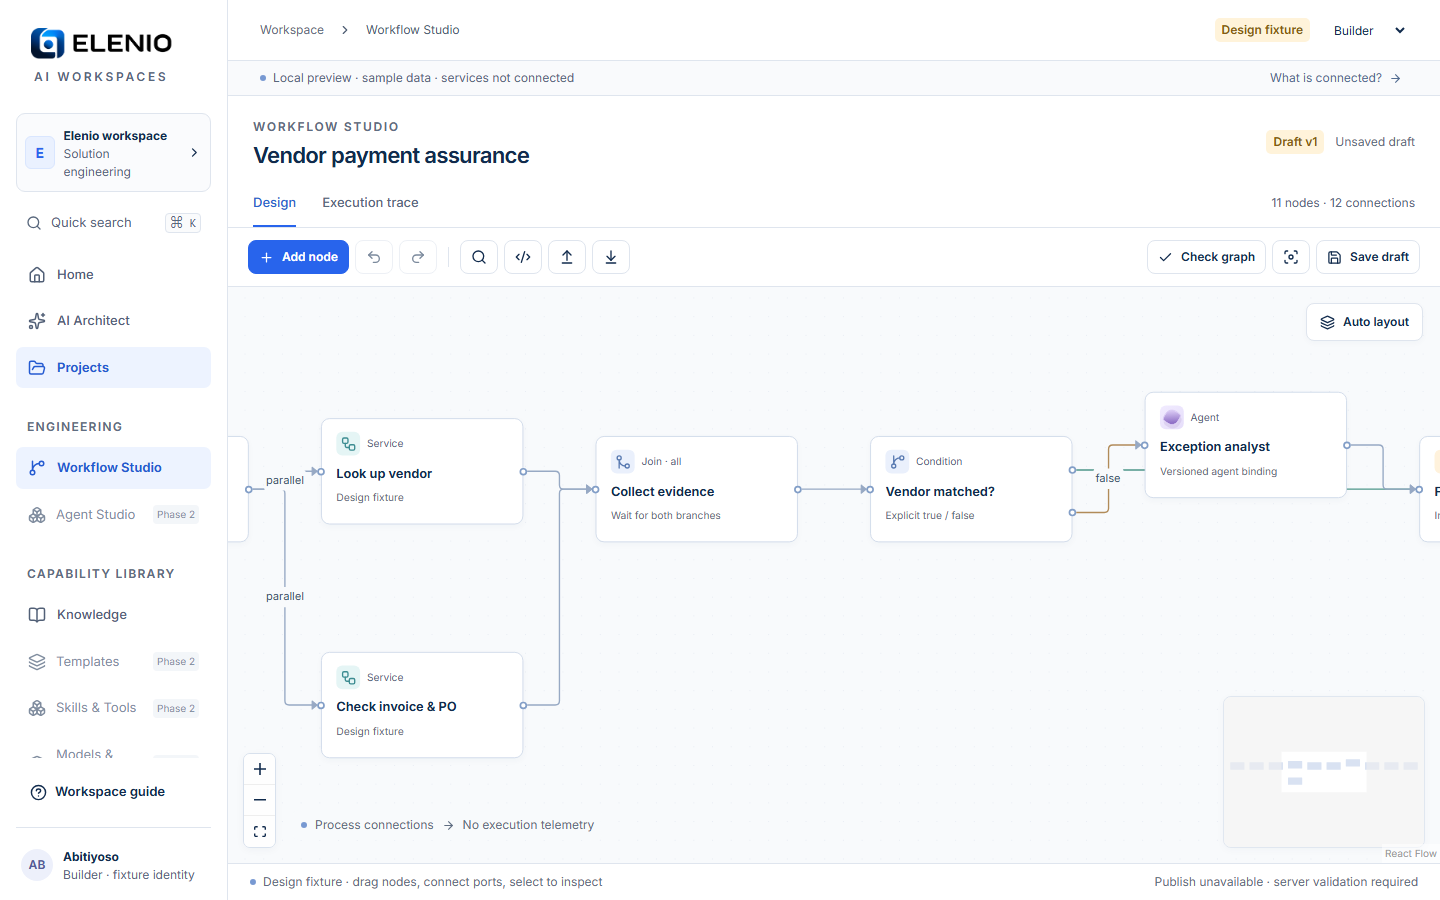 ELENIO
AI WORKSPACES
E
Elenio workspace
Solution
engineering
Quick search
⌘ K
Home
AI Architect
Projects
ENGINEERING
Workflow Studio
Agent Studio
Phase 2
CAPABILITY LIBRARY
Knowledge
Templates
Phase 2
Skills & Tools
Phase 2
Models &
Workspace guide
AB
Abitiyoso
Builder · fixture identity
Workspace
Workflow Studio
Design fixture
Builder
Local preview · sample data · services not connected
What is connected? →
WORKFLOW STUDIO
Vendor payment assurance
Draft v1
Unsaved draft
Design
Execution trace
11 nodes · 12 connections
Add node
Check graph
Save draft
Auto layout
parallel
parallel
Service
Look up vendor
Design fixture
Service
Check invoice & PO
Design fixture
Join · all
Collect evidence
Wait for both branches
Condition
Vendor matched?
Explicit true / false
false
Agent
Exception analyst
Versioned agent binding
Process connections → No execution telemetry
React Flow
Design fixture · drag nodes, connect ports, select to inspect
Publish unavailable · server validation required